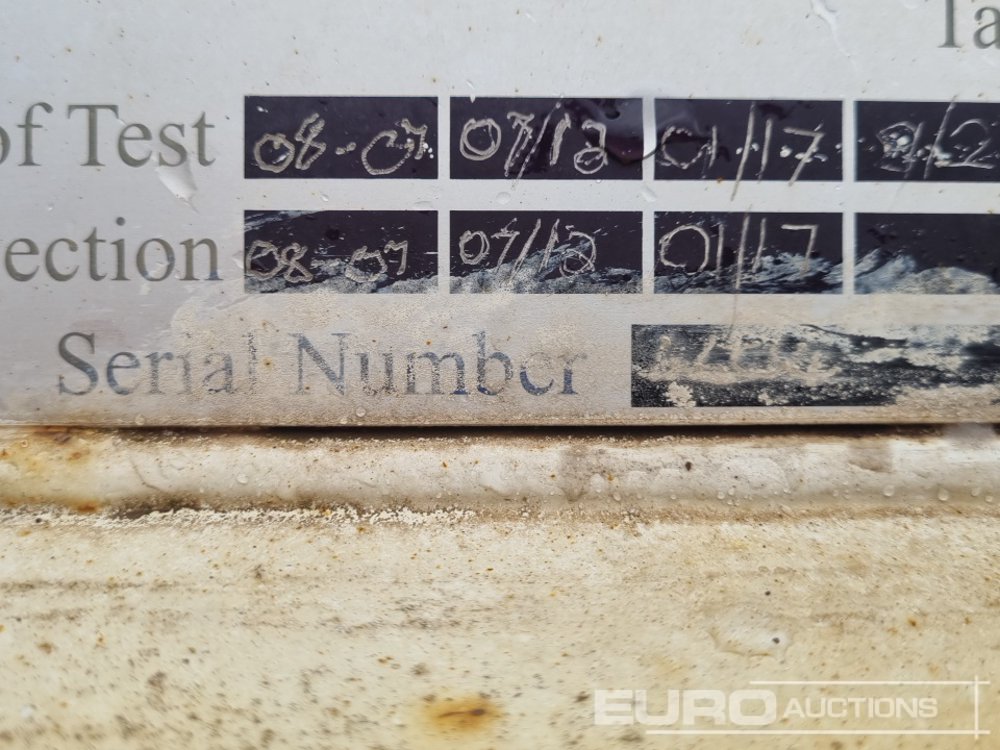 Ta
of Test 08-07 07/12 01/17
ection 08-07 07/12 01/17
Serial Number
EURO AUCTIONS